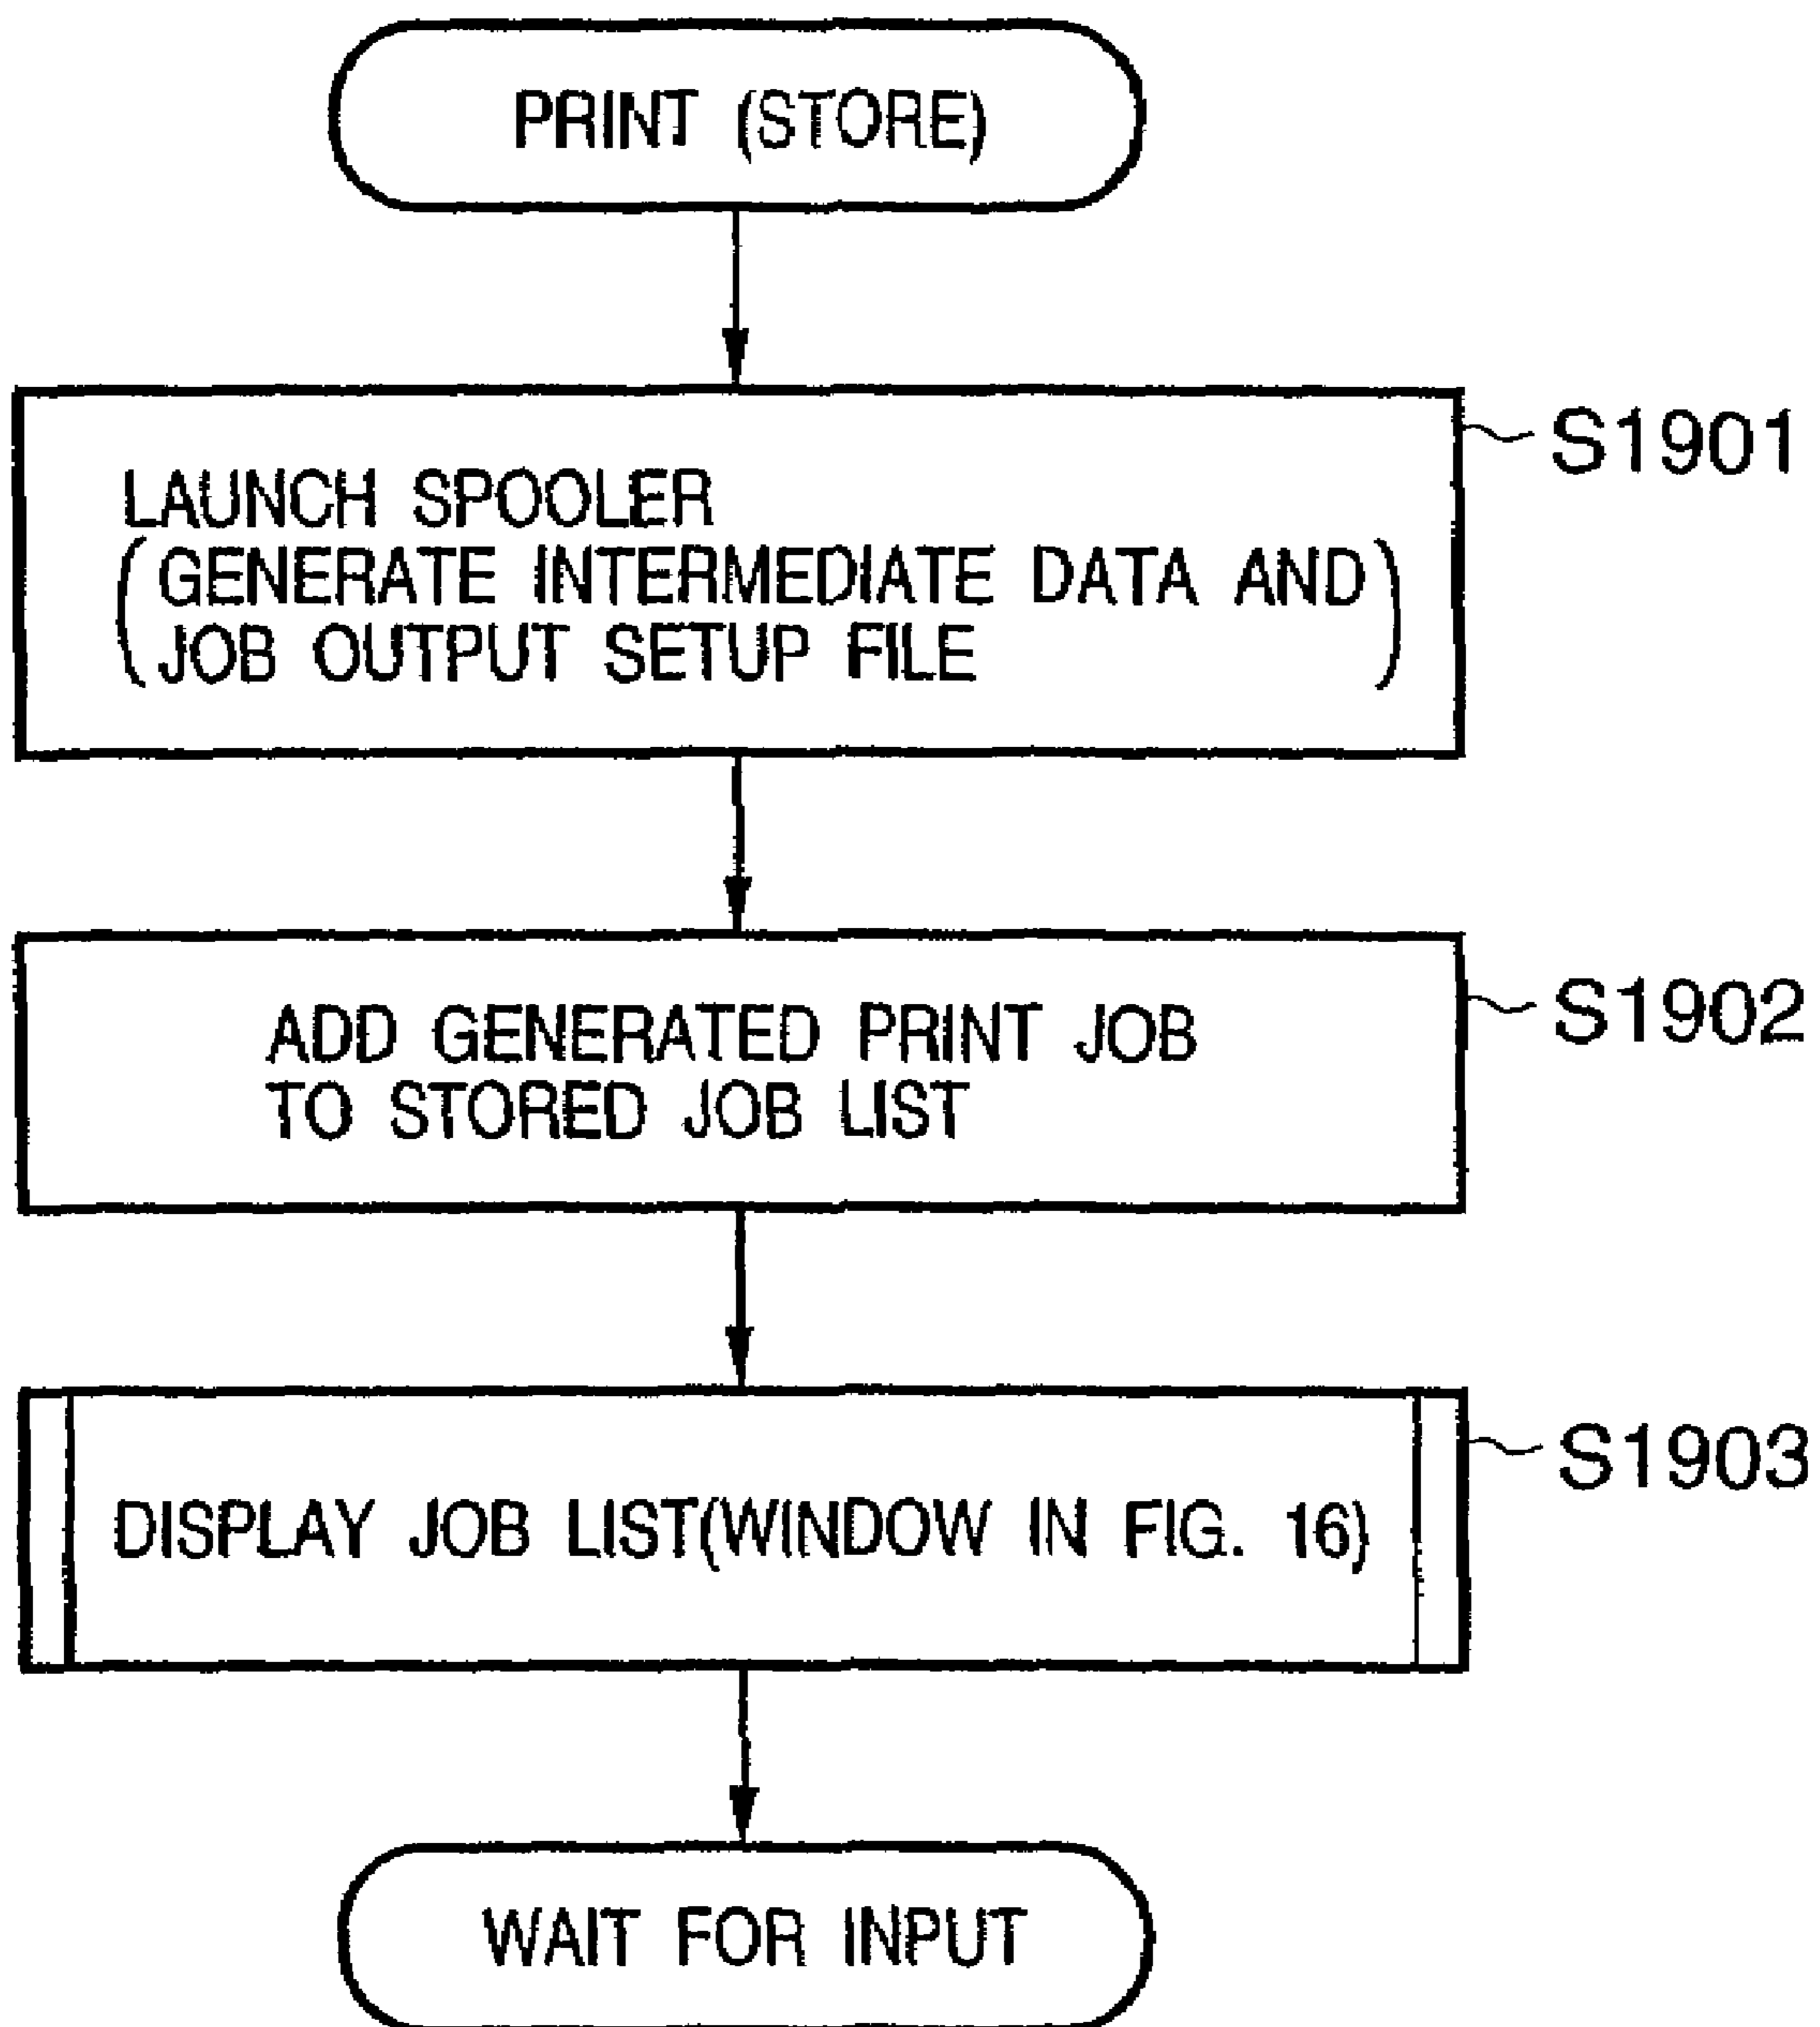 PRINT (STORE)
S1901
LAUNCH SPOOLER
(GENERATE INTERMEDIATE DATA AND
JOB OUTPUT SETUP FILE)
S1902
ADD GENERATED PRINT JOB
TO STORED JOB LIST
S1903
DISPLAY JOB LIST(WINDOW IN FIG. 16)
WAIT FOR INPUT